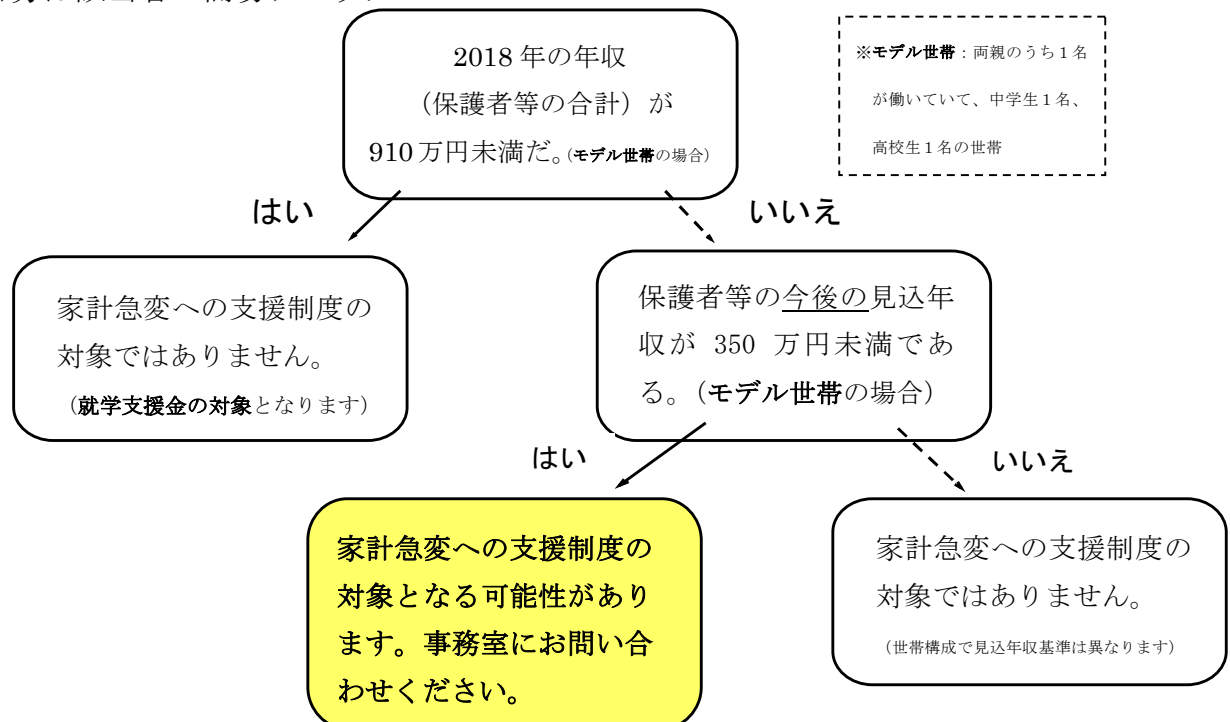 2018 年の年収
（保護者等の合計）が
910 万円未満だ。（モデル世帯の場合）
※モデル世帯：両親のうち１名
が働いていて、中学生１名、
高校生１名の世帯
はい
いいえ
家計急変への支援制度の
対象ではありません。
（就学支援金の対象となります）
保護者等の今後の見込年
収が 350 万円未満であ
る。（モデル世帯の場合）
はい
いいえ
家計急変への支援制度の
対象となる可能性があり
ます。事務室にお問い合
わせください。
家計急変への支援制度の
対象ではありません。
（世帯構成で見込年収基準は異なります）